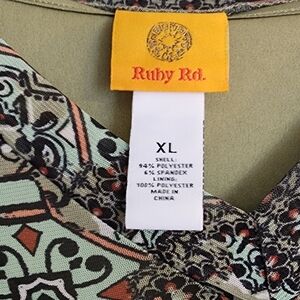 Ruby Rd.
XL
SHELL:
94% POLYESTER
6% SPANDEX
LINING:
100% POLYESTER
MADE IN
CHINA